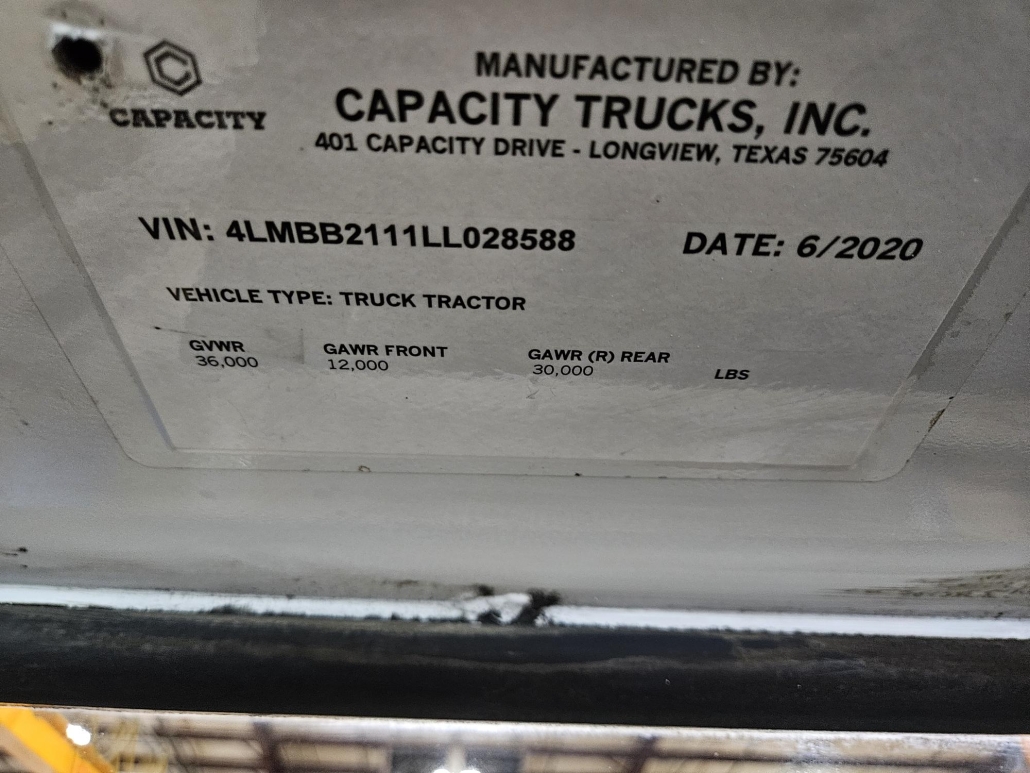 CAPACITY
MANUFACTURED BY:
CAPACITY TRUCKS, INC.
401 CAPACITY DRIVE - LONGVIEW, TEXAS 75604
VIN: 4LMBB2111LL028588 DATE: 6/2020
VEHICLE TYPE: TRUCK TRACTOR
GVWR GAWR FRONT GAWR (R) REAR
36,000 12,000 30,000 LBS